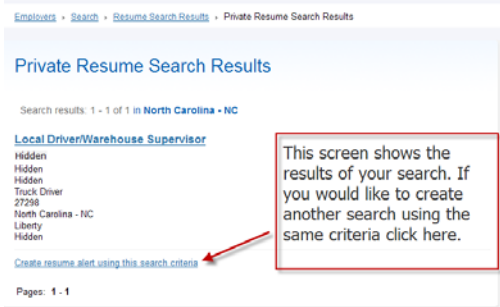 Employers › Search › Resume Search Results › Private Resume Search Results
Private Resume Search Results
Search results: 1 - 1 of 1 in North Carolina - NC
Local Driver/Warehouse Supervisor
Hidden
Hidden
Hidden
Truck Driver
27298
North Carolina - NC
Liberty
Hidden
Create resume alert using this search criteria
Pages: 1 - 1
This screen shows the
results of your search. If
you would like to create
another search using the
same criteria click here.